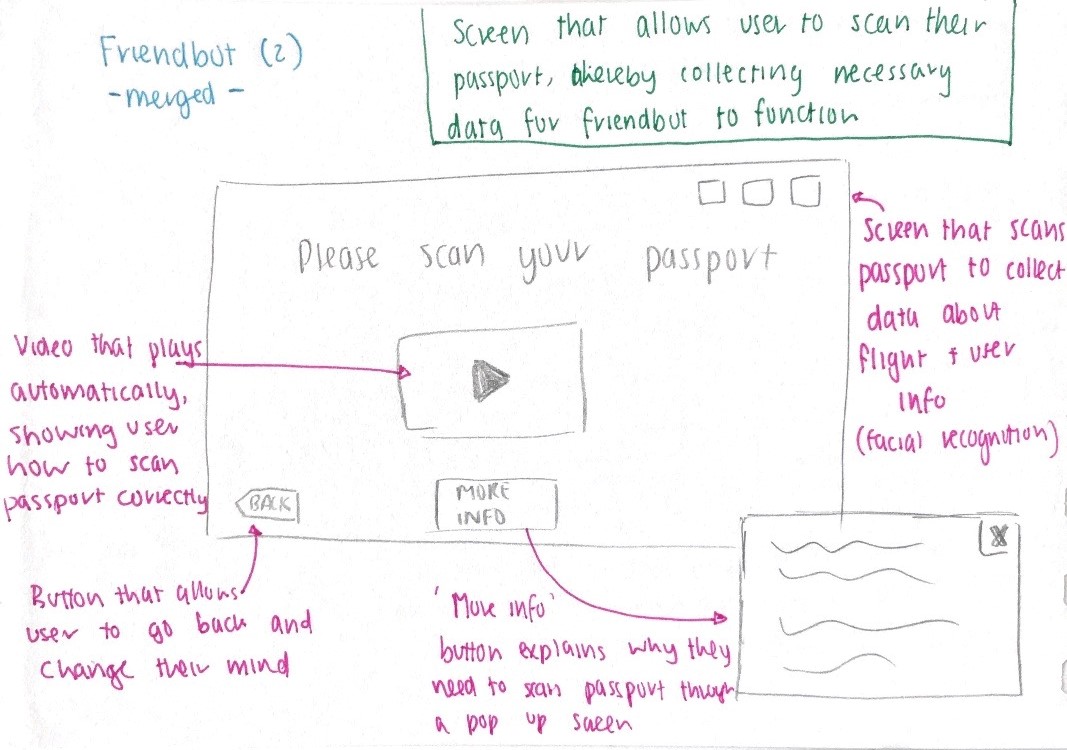 Friendbot (2)
- merged -
Screen that allows user to scan their
passport, thereby collecting necessary
data for friendbot to function
Please scan your passport
Screen that scans
passport to collect
data about
flight + user
info
(facial recognition)
Video that plays
automatically,
showing user
how to scan
passport correctly
BACK
MORE
INFO
X
Button that allows
user to go back and
change their mind
'More info'
button explains why they
need to scan passport through
a pop up screen